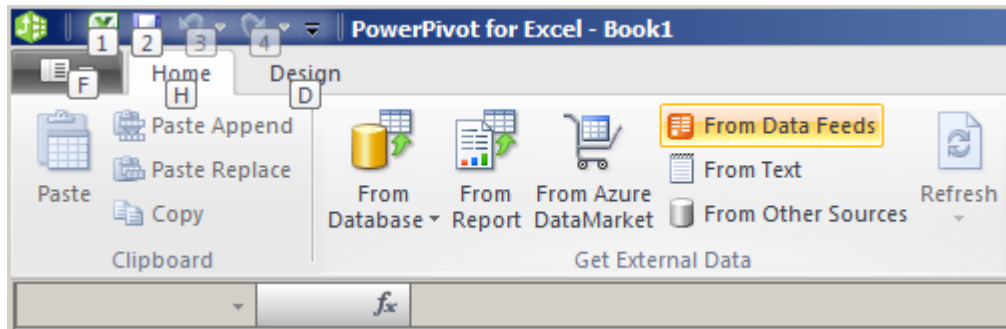 PowerPivot for Excel - Book1
1 2 3 4
Home Design
F H D
Paste Append
Paste Replace
Copy
Paste
From Database
From Report
From Azure DataMarket
From Data Feeds
From Text
From Other Sources
Refresh
Clipboard
Get External Data
fx